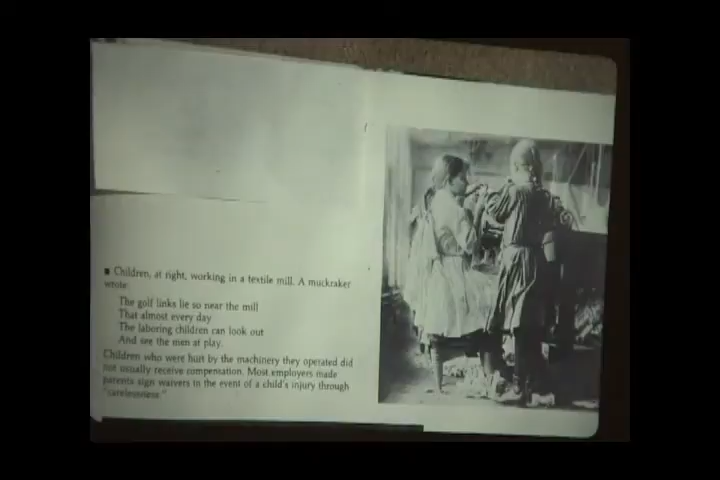 ▪ Children, at right, working in a textile mill. A muckraker
wrote:
The golf links lie so near the mill
That almost every day
The laboring children can look out
And see the men at play.
Children who were hurt by the machinery they operated did
not usually receive compensation. Most employers made
parents sign waivers in the event of a child's injury through
"carelessness."